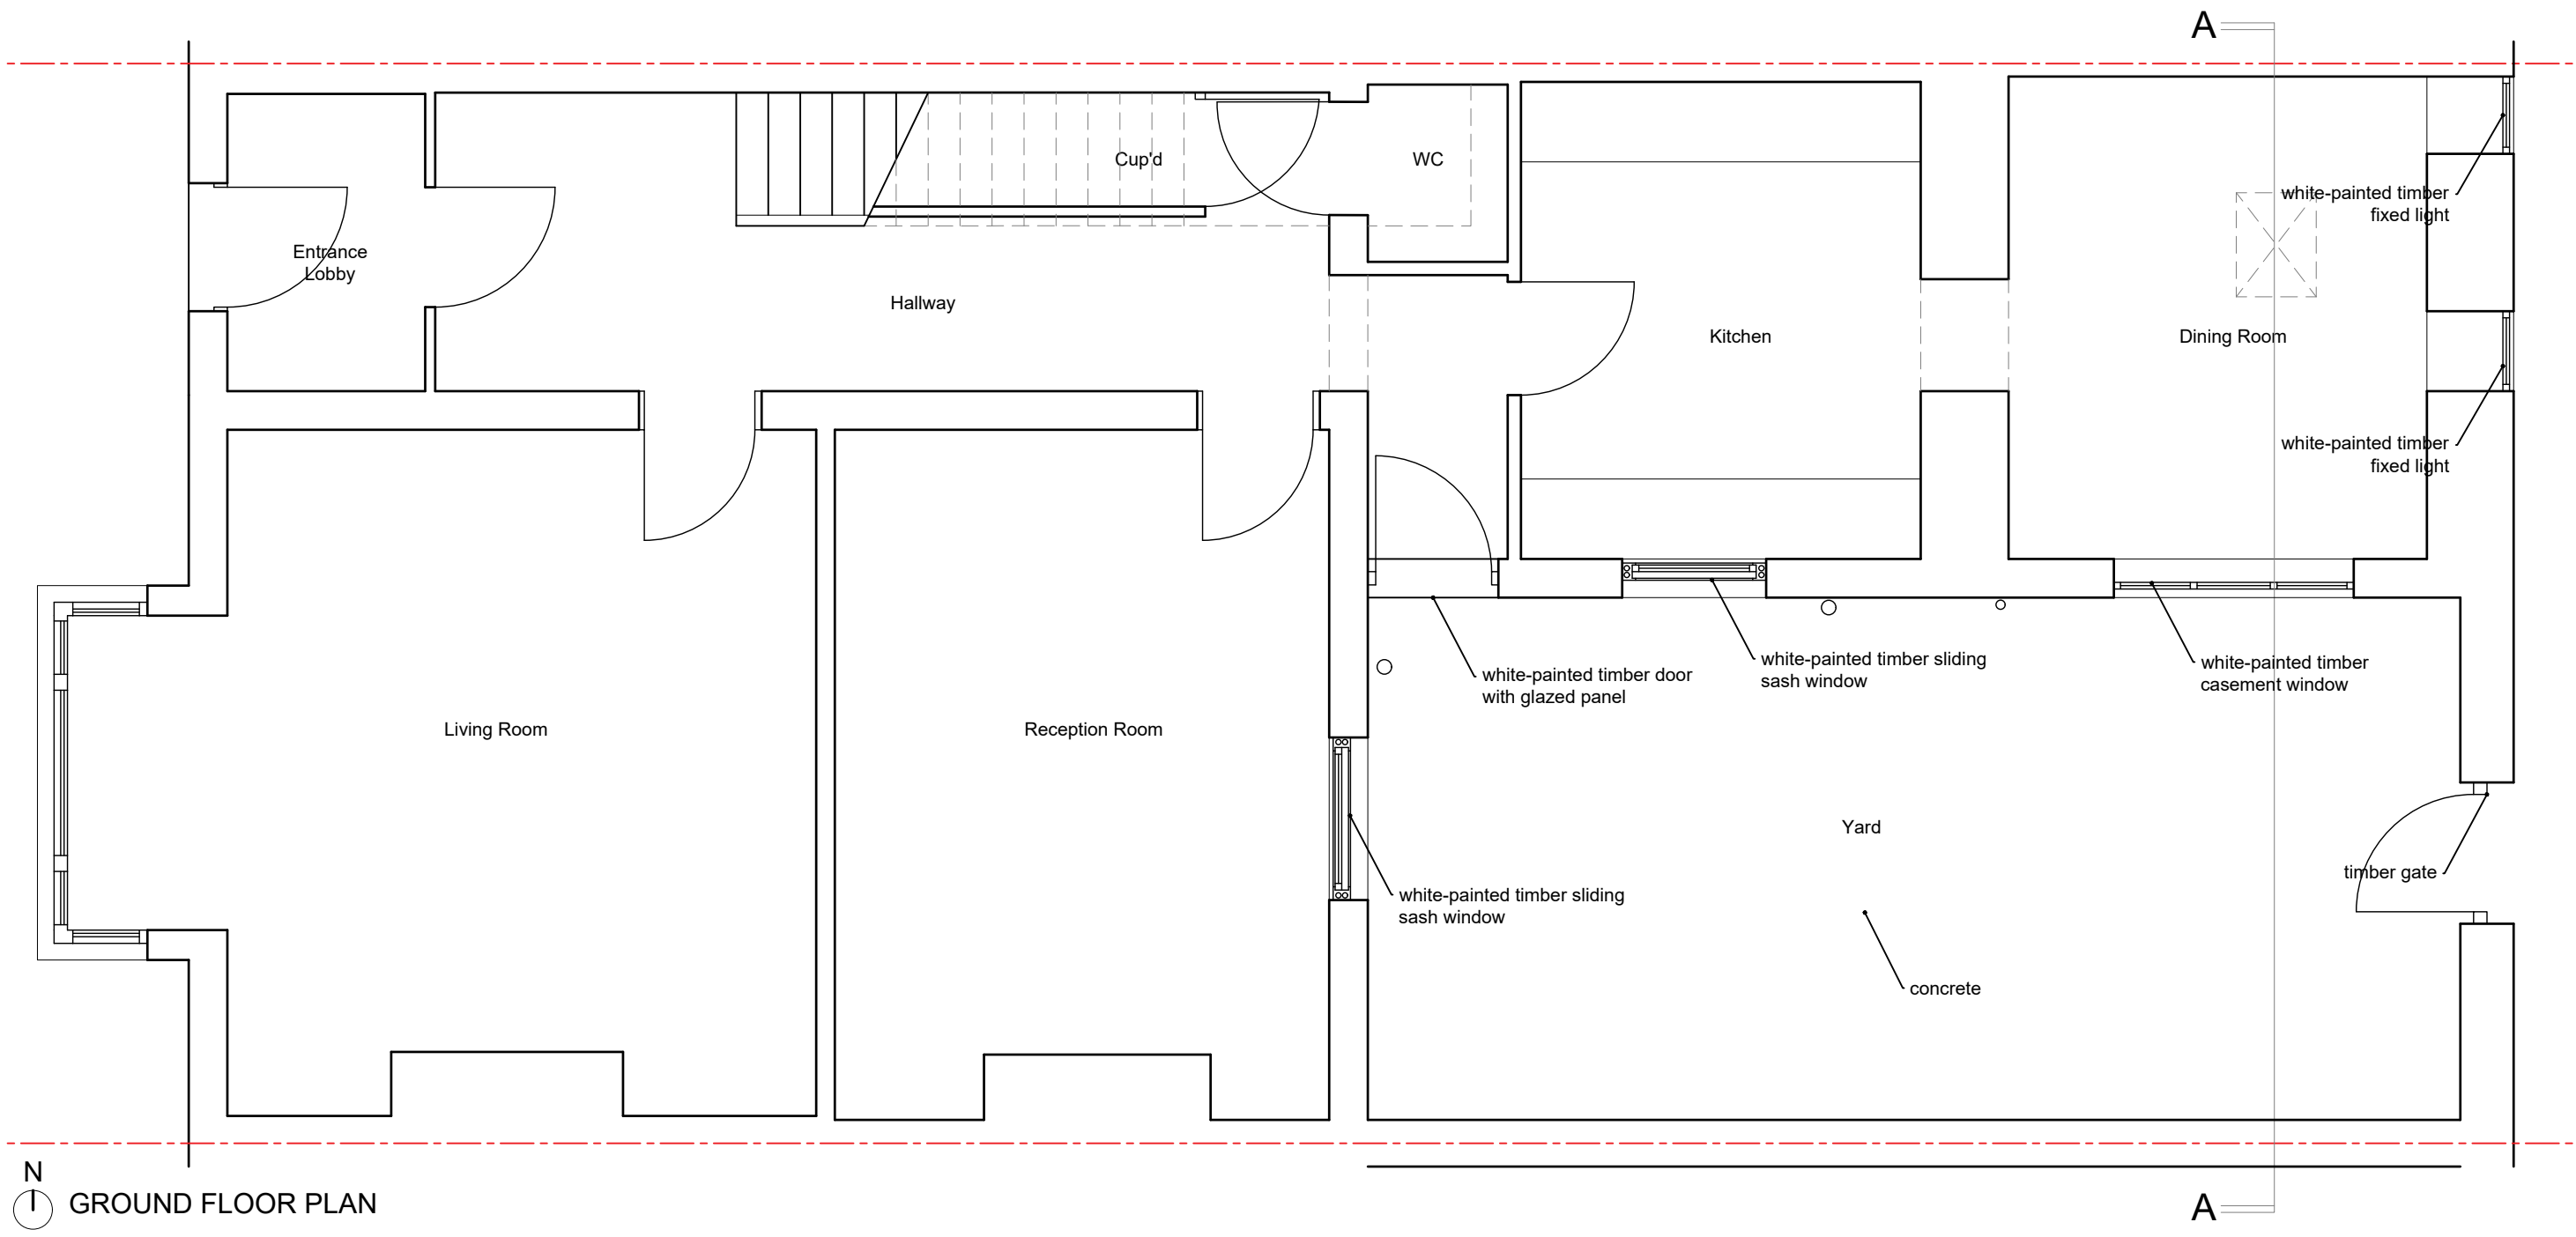 A
Cup'd
WC
white-painted timber
fixed light
Entrance
Lobby
Hallway
Kitchen
Dining Room
white-painted timber
fixed light
white-painted timber door
with glazed panel
white-painted timber sliding
sash window
white-painted timber
casement window
Living Room
Reception Room
Yard
timber gate
white-painted timber sliding
sash window
concrete
N
GROUND FLOOR PLAN
A